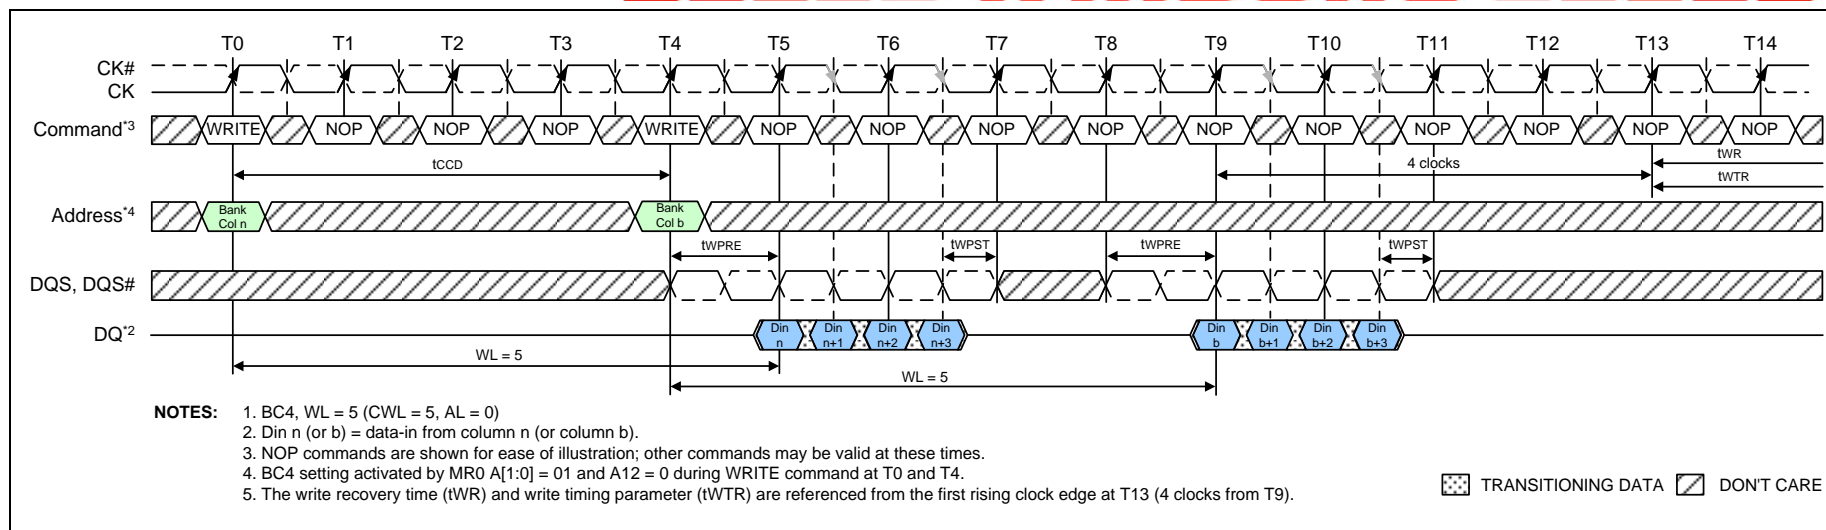 T0 T1 T2 T3 T4 T5 T6 T7 T8 T9 T10 T11 T12 T13 T14
CK#
CK
Command*3 WRITE NOP NOP NOP WRITE NOP NOP NOP NOP NOP NOP NOP NOP NOP NOP
tCCD 4 clocks tWR
tWTR
Address*4 Bank Col n Bank Col b
tWPRE tWPST tWPRE tWPST
DQS, DQS#
DQ*2 Din n Din n+1 Din n+2 Din n+3 Din b Din b+1 Din b+2 Din b+3
WL = 5
WL = 5
NOTES: 1. BC4, WL = 5 (CWL = 5, AL = 0)
2. Din n (or b) = data-in from column n (or column b).
3. NOP commands are shown for ease of illustration; other commands may be valid at these times.
4. BC4 setting activated by MR0 A[1:0] = 01 and A12 = 0 during WRITE command at T0 and T4.
5. The write recovery time (tWR) and write timing parameter (tWTR) are referenced from the first rising clock edge at T13 (4 clocks from T9).
TRANSITIONING DATA DON'T CARE